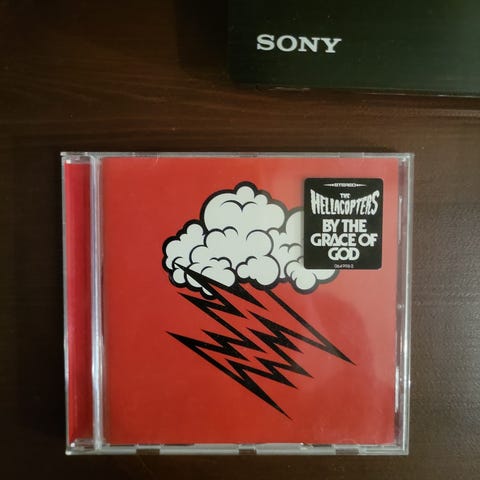 SONY
STEREO
THE
HELLACOPTERS
BY THE
GRACE OF
GOD